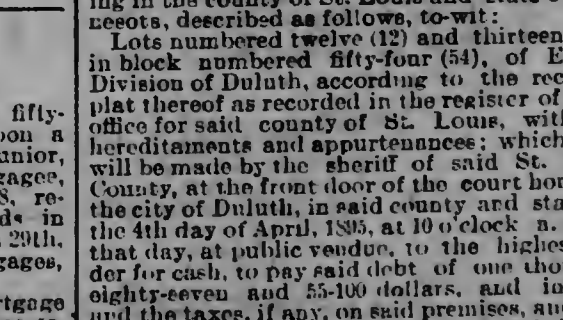 ing in the county of St. Louis and State of
nesots, described as follows, to-wit:
Lots numbered twelve (12) and thirteen
in block numbered fifty-four (54), of E
Division of Duluth, according to the rec
plat thereof as recorded in the register of
office for said county of St. Louis, with
hereditaments and appurtenances; which
will be made by the sheriff of said St.
County, at the front door of the court hou
the city of Duluth, in said county and sta
the 4th day of April, 1895, at 10 o'clock a.
that day, at public vendue, to the highes
der for cash, to pay said debt of one tho
eighty-seven and 55-100 dollars, and in
and the taxes, if any, on said premises, and
fifty-
pon a
unior,
gagee,
8, re-
ds in
29th,
gages,
rtgage